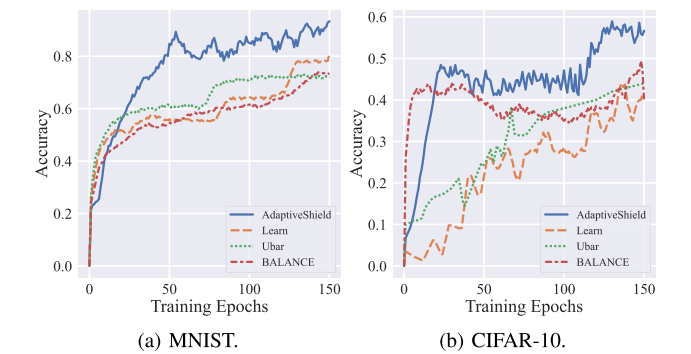 Accuracy
0.8
0.6
0.4
0.2
0.0
AdaptiveShield
Learn
Ubar
BALANCE
0 50 100 150
Training Epochs
(a) MNIST.
Accuracy
0.6
0.5
0.4
0.3
0.2
0.1
0.0
AdaptiveShield
Learn
Ubar
BALANCE
0 50 100 150
Training Epochs
(b) CIFAR-10.